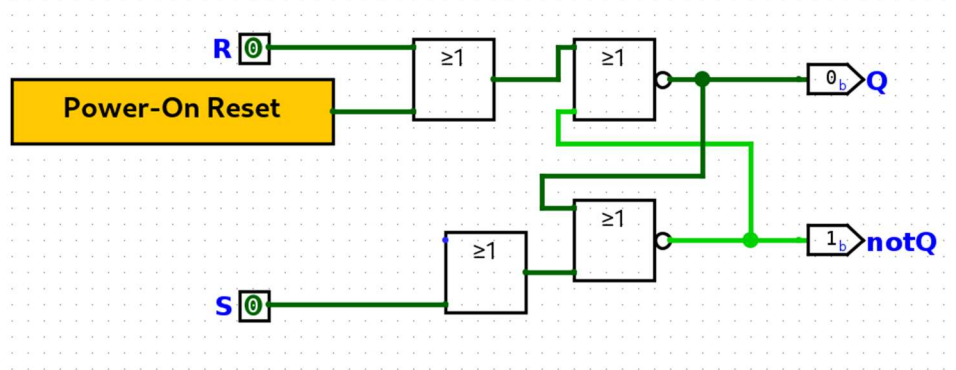 R 0
≥1
≥1
0b Q
Power-On Reset
≥1
≥1
1b notQ
S 0